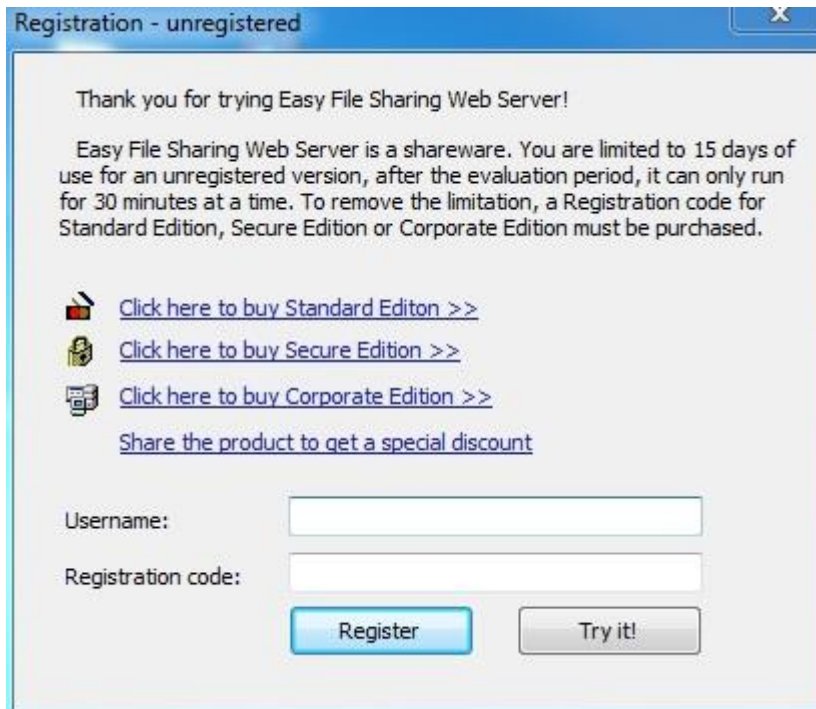 Registration - unregistered
Thank you for trying Easy File Sharing Web Server!
Easy File Sharing Web Server is a shareware. You are limited to 15 days of
use for an unregistered version, after the evaluation period, it can only run
for 30 minutes at a time. To remove the limitation, a Registration code for
Standard Edition, Secure Edition or Corporate Edition must be purchased.
Click here to buy Standard Editon >>
Click here to buy Secure Edition >>
Click here to buy Corporate Edition >>
Share the product to get a special discount
Username:
Registration code:
Register
Try it!